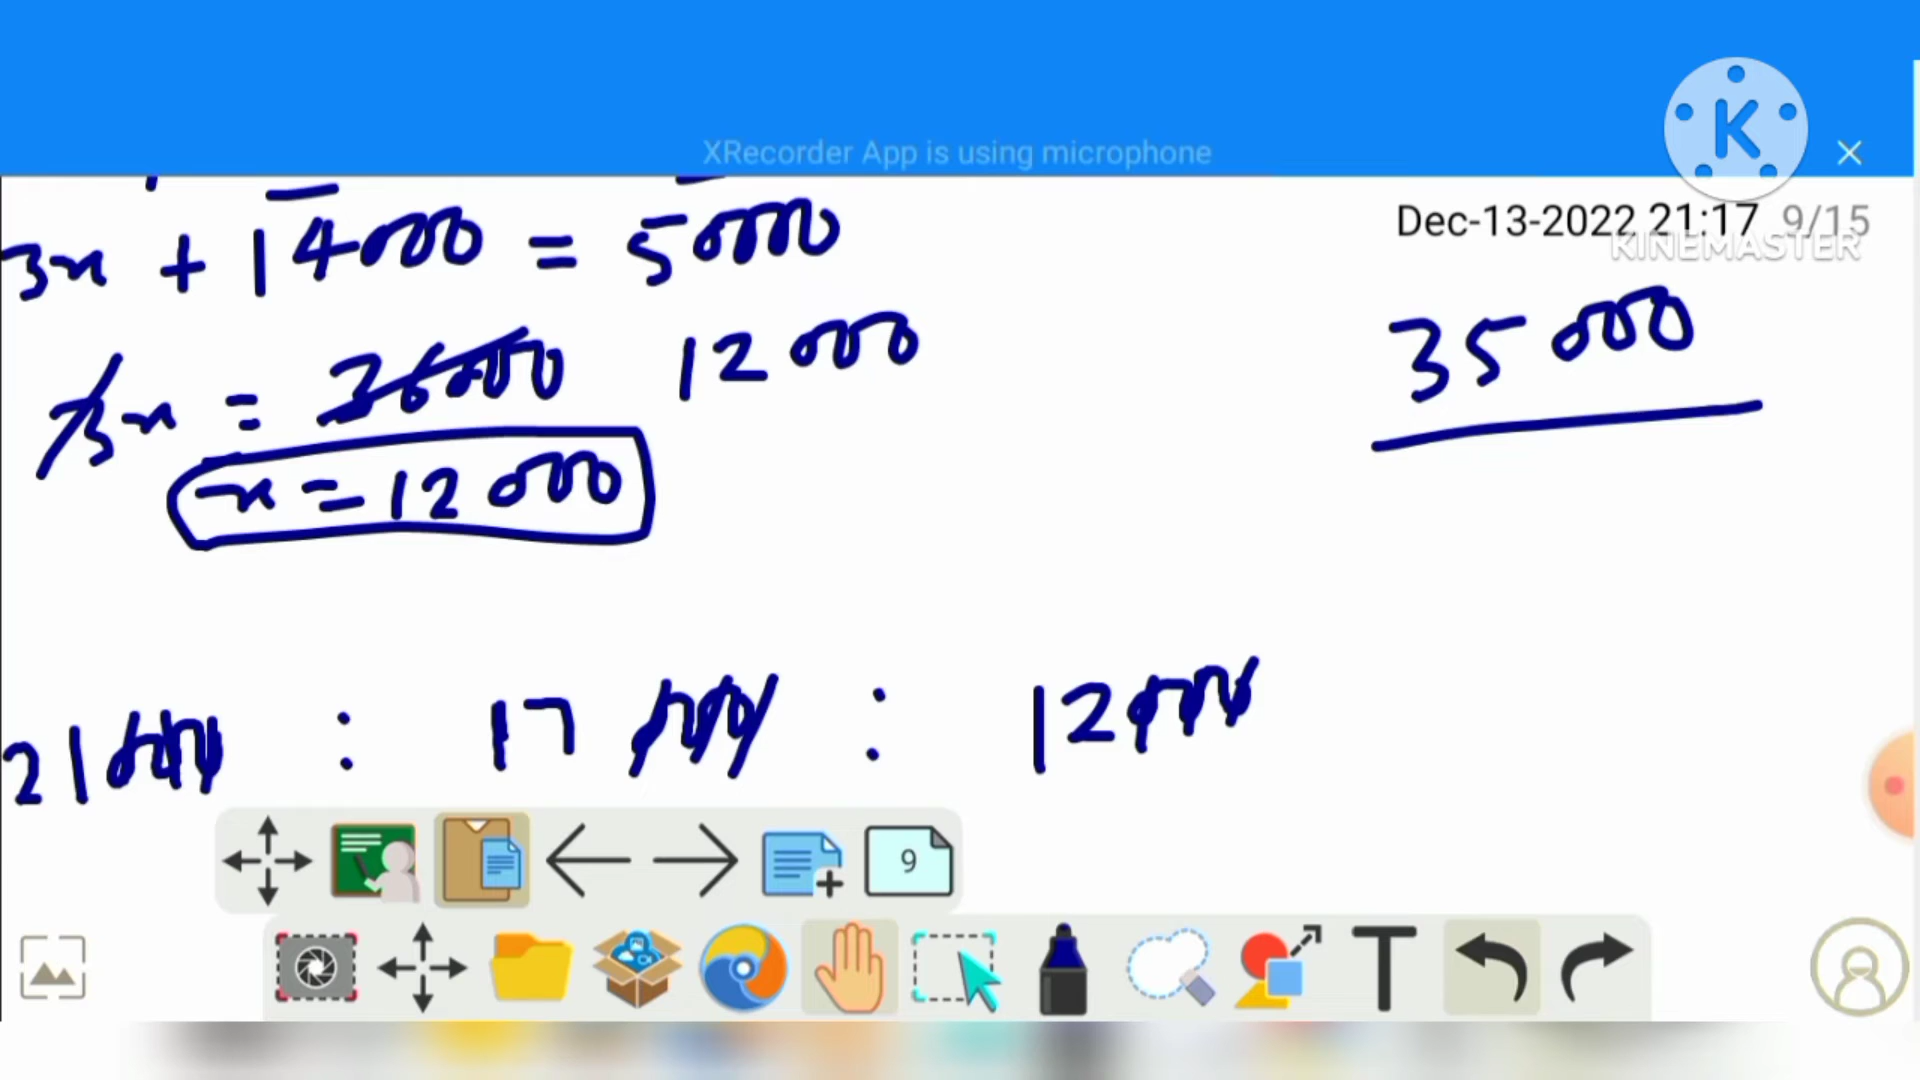 XRecorder App is using microphone
K
Dec-13-2022 21:17 9/15
KINEMASTER
3x + 14000 = 50000
35000
3x = 36000 12000
x = 12000
21000 : 17000 : 12000
9
T